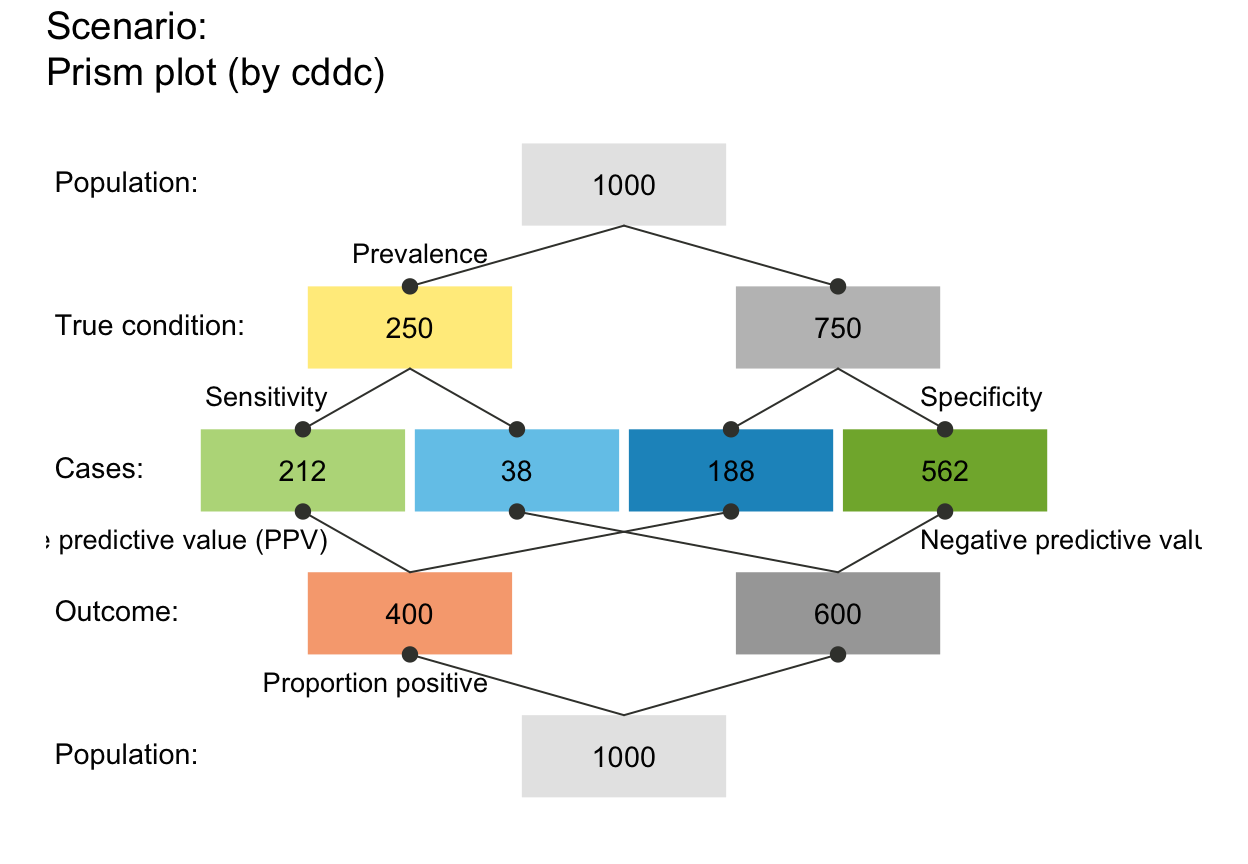 Scenario:
Prism plot (by cddc)
Population:
1000
Prevalence
True condition:
250
750
Sensitivity
Specificity
Cases:
212
38
188
562
predictive value (PPV)
Negative predictive
Outcome:
400
600
Proportion positive
Population:
1000